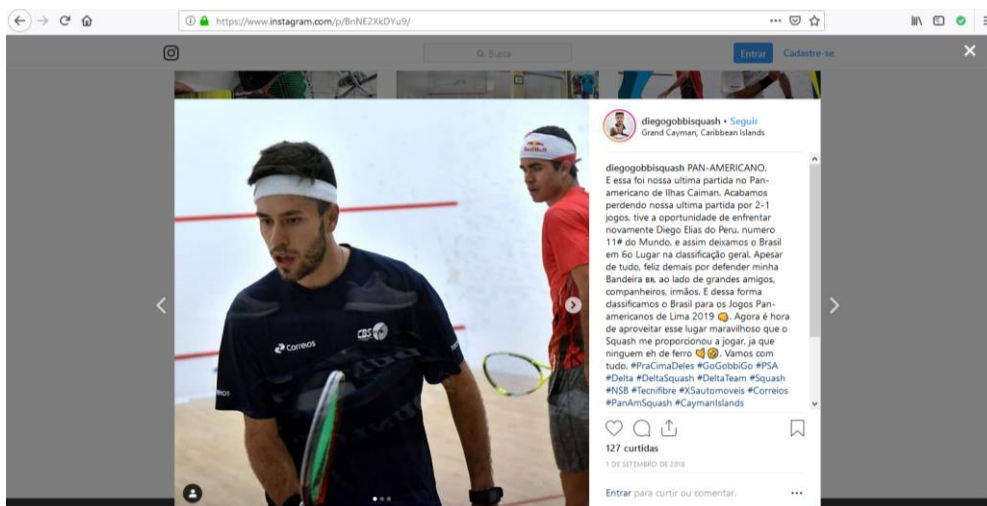 https://www.instagram.com/p/BnNE2XkDYu9/
Busca
Entrar Cadastre-se
diegogobbisquash • Seguir
Grand Cayman, Caribbean Islands
diegogobbisquash PAN-AMERICANO.
E essa foi nossa ultima partida no Pan-
americano de Ilhas Caiman. Acabamos
perdendo nossa ultima partida por 2-1
jogos, tive a oportunidade de enfrentar
novamente Diego Elias do Peru, numero
11# do Mundo, e assim deixamos o Brasil
em 6o Lugar na classificação geral. Apesar
de tudo, feliz demais por defender minha
Bandeira BR, ao lado de grandes amigos,
companheiros, irmãos. E dessa forma
classificamos o Brasil para os Jogos Pan-
americanos de Lima 2019 👊. Agora é hora
de aproveitar esse lugar maravilhoso que o
Squash me proporcionou a jogar, ja que
ninguem eh de ferro. Vamos com
tudo. #PraCimaDeles #GoGobbiGo #PSA
#Delta #DeltaSquash #DeltaTeam #Squash
#NSB #Tecnifibre #XSautomoveis #Correios
#PanAmSquash #CaymanIslands
127 curtidas
1 DE SETEMBRO DE 2018
Entrar para curtir ou comentar.
Red Bull
CBS
Correios